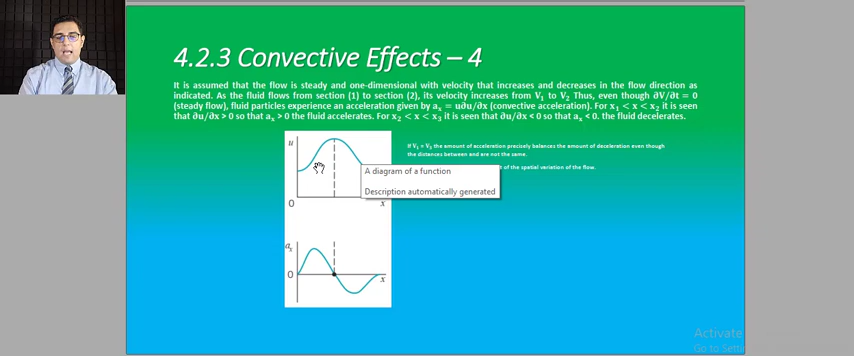 4.2.3 Convective Effects – 4
It is assumed that the flow is steady and one-dimensional with velocity that increases and decreases in the flow direction as
indicated. As the fluid flows from section (1) to section (2), its velocity increases from V₁ to V₂ Thus, even though ∂V/∂t = 0
(steady flow), fluid particles experience an acceleration given by aₓ = u∂u/∂x (convective acceleration). For x₁ < x < x₂ it is seen
that ∂u/∂x > 0 so that aₓ > 0 the fluid accelerates. For x₂ < x < x₃ it is seen that ∂u/∂x < 0 so that aₓ < 0. the fluid decelerates.
u
0
x
If V₁ = V₃ the amount of acceleration precisely balances the amount of deceleration even though
the distances between and are not the same.
t of the spatial variation of the flow.
A diagram of a function
Description automatically generated
aₓ
0
x
Activate
Go to Setti